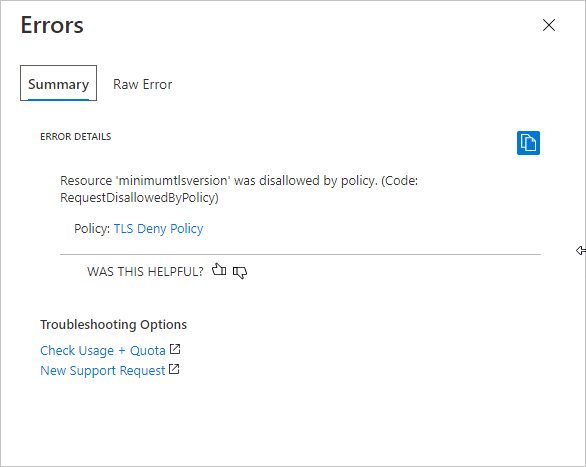 Errors
Summary
Raw Error
ERROR DETAILS
Resource 'minimumtlsversion' was disallowed by policy. (Code:
RequestDisallowedByPolicy)
Policy: TLS Deny Policy
WAS THIS HELPFUL?
Troubleshooting Options
Check Usage + Quota
New Support Request